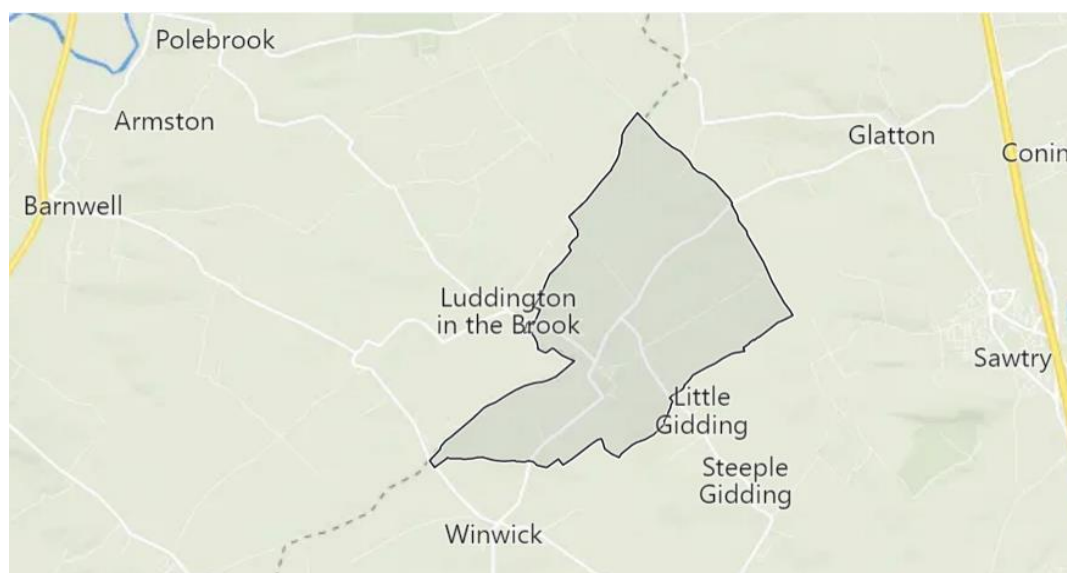 Polebrook
Armston
Glatton
Conin
Barnwell
Luddington
in the Brook
Sawtry
Little
Gidding
Steeple
Gidding
Winwick